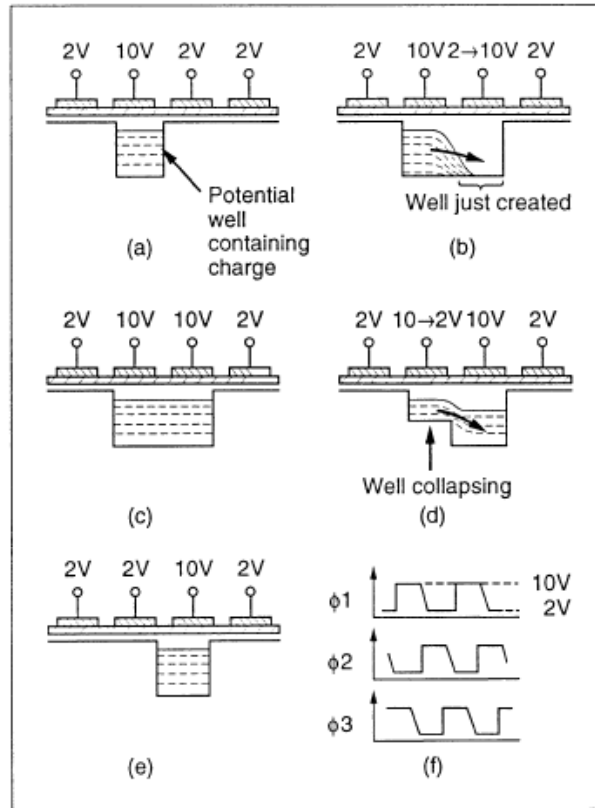 2V 10V 2V 2V
Potential
well
containing
charge
(a)
2V 10V 2→10V 2V
Well just created
(b)
2V 10V 10V 2V
(c)
2V 10→2V 10V 2V
Well collapsing
(d)
2V 2V 10V 2V
(e)
ϕ1 10V
2V
ϕ2
ϕ3
(f)